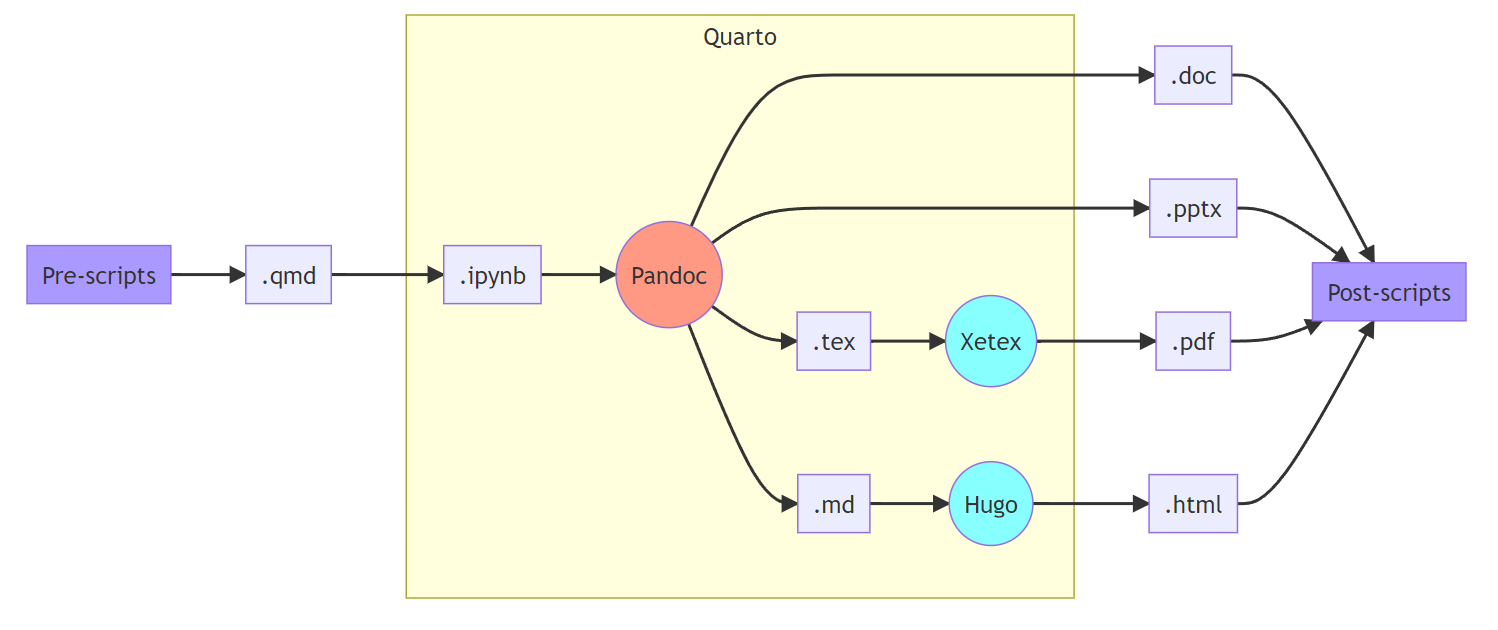 Quarto
Pre-scripts
.qmd
.ipynb
Pandoc
.doc
.pptx
.tex
Xetex
.pdf
.md
Hugo
.html
Post-scripts